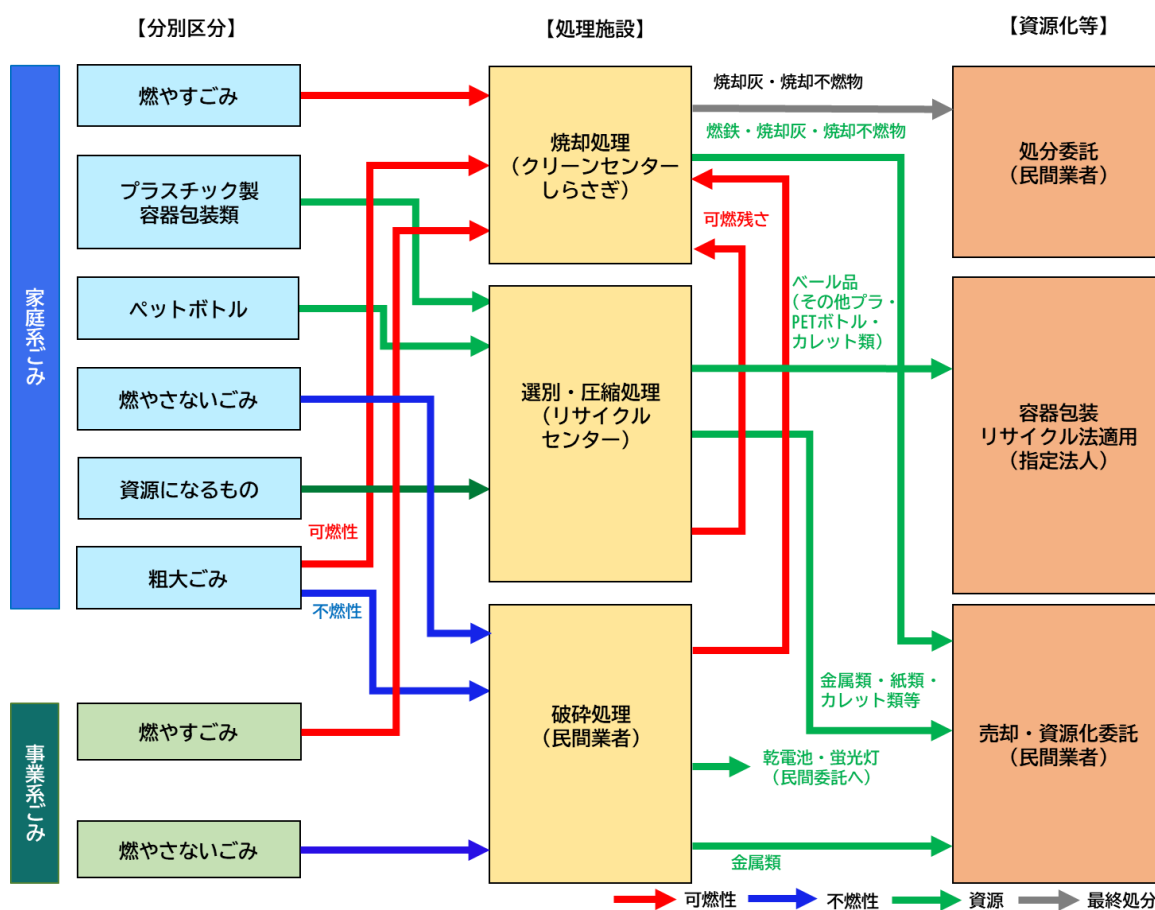 【分別区分】
【処理施設】
【資源化等】
家庭系ごみ
燃やすごみ
プラスチック製
容器包装類
ペットボトル
燃やさないごみ
資源になるもの
粗大ごみ
可燃性
不燃性
事業系ごみ
燃やすごみ
燃やさないごみ
焼却処理
（クリーンセンター
しらさぎ）
選別・圧縮処理
（リサイクル
センター）
破砕処理
（民間業者）
焼却灰・焼却不燃物
燃鉄・焼却灰・焼却不燃物
可燃残さ
ベール品
（その他プラ・
PETボトル・
カレット類）
金属類・紙類・
カレット類等
乾電池・蛍光灯
（民間委託へ）
金属類
処分委託
（民間業者）
容器包装
リサイクル法適用
（指定法人）
売却・資源化委託
（民間業者）
可燃性
不燃性
資源
最終処分